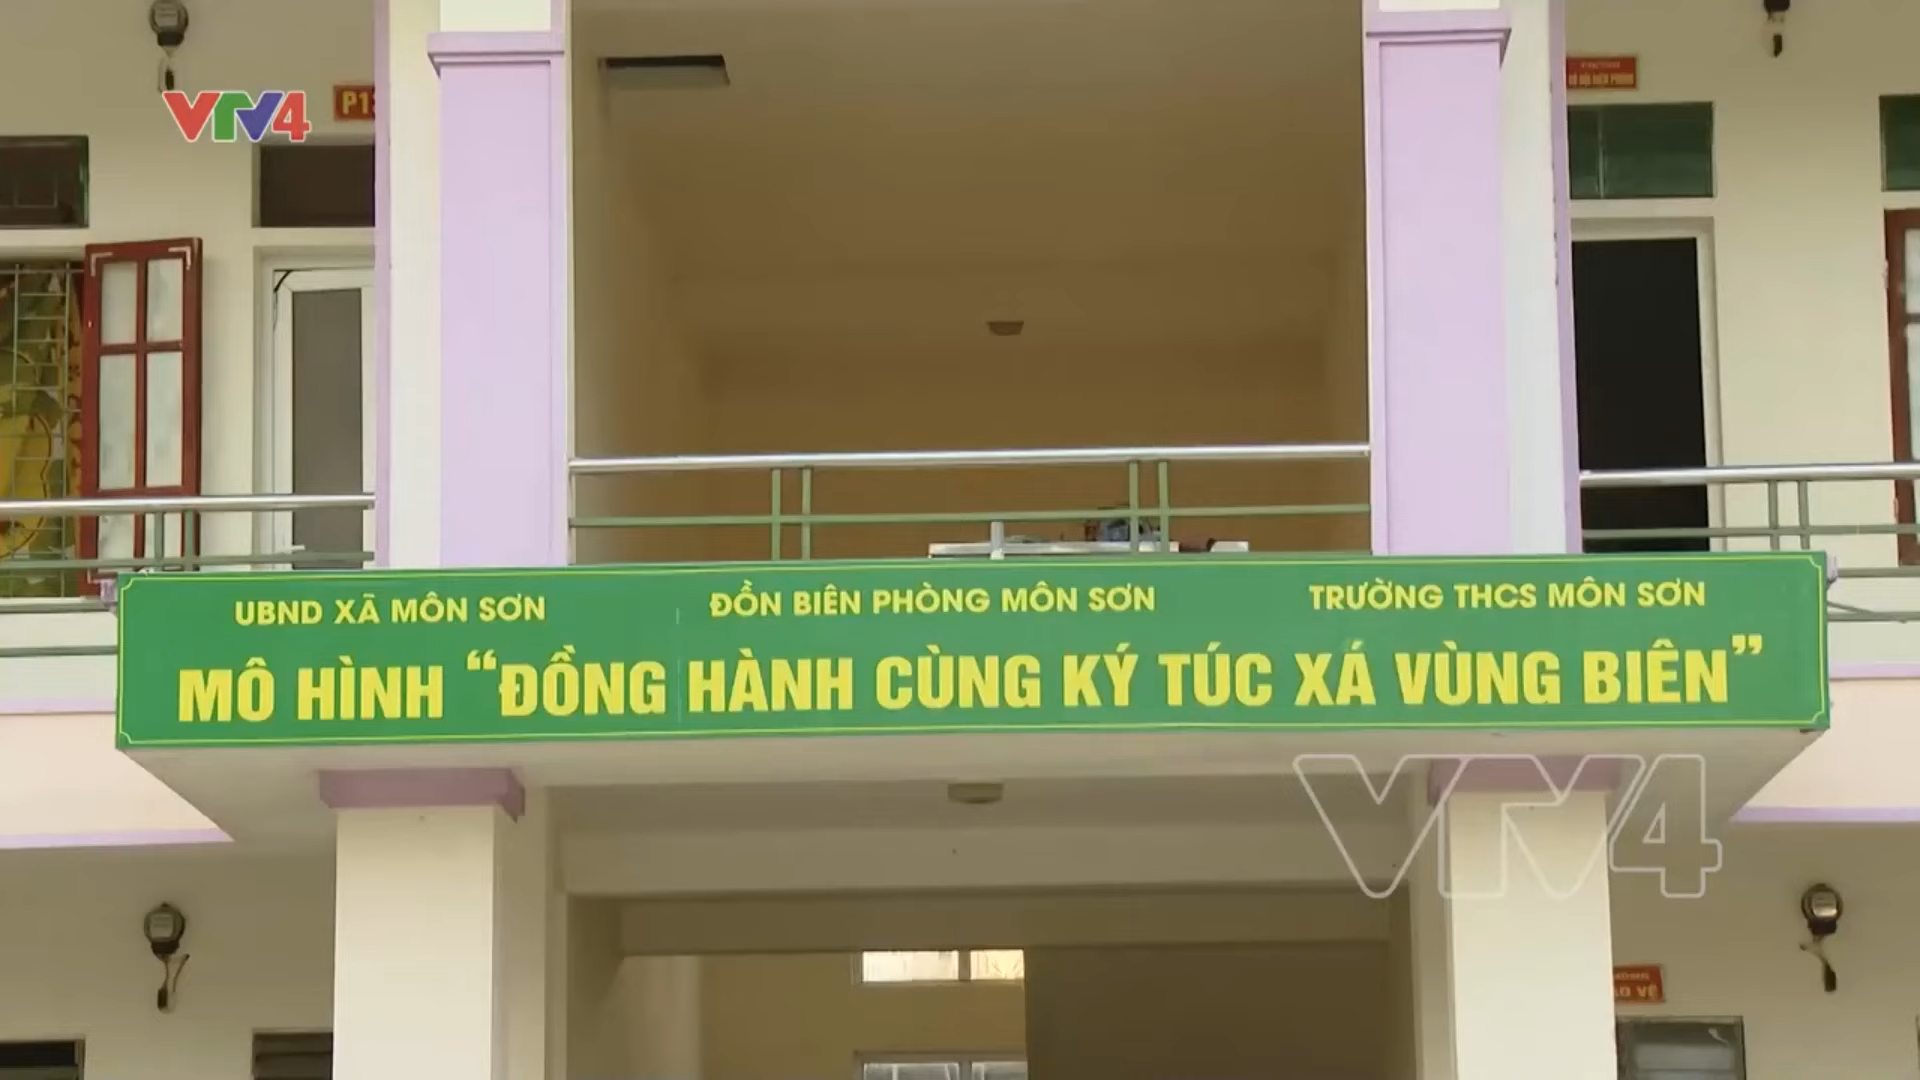 VTV4
P13
UBND XÃ MÔN SƠN
ĐỒN BIÊN PHÒNG MÔN SƠN
TRƯỜNG THCS MÔN SƠN
MÔ HÌNH “ĐỒNG HÀNH CÙNG KÝ TÚC XÁ VÙNG BIÊN”
VTV4